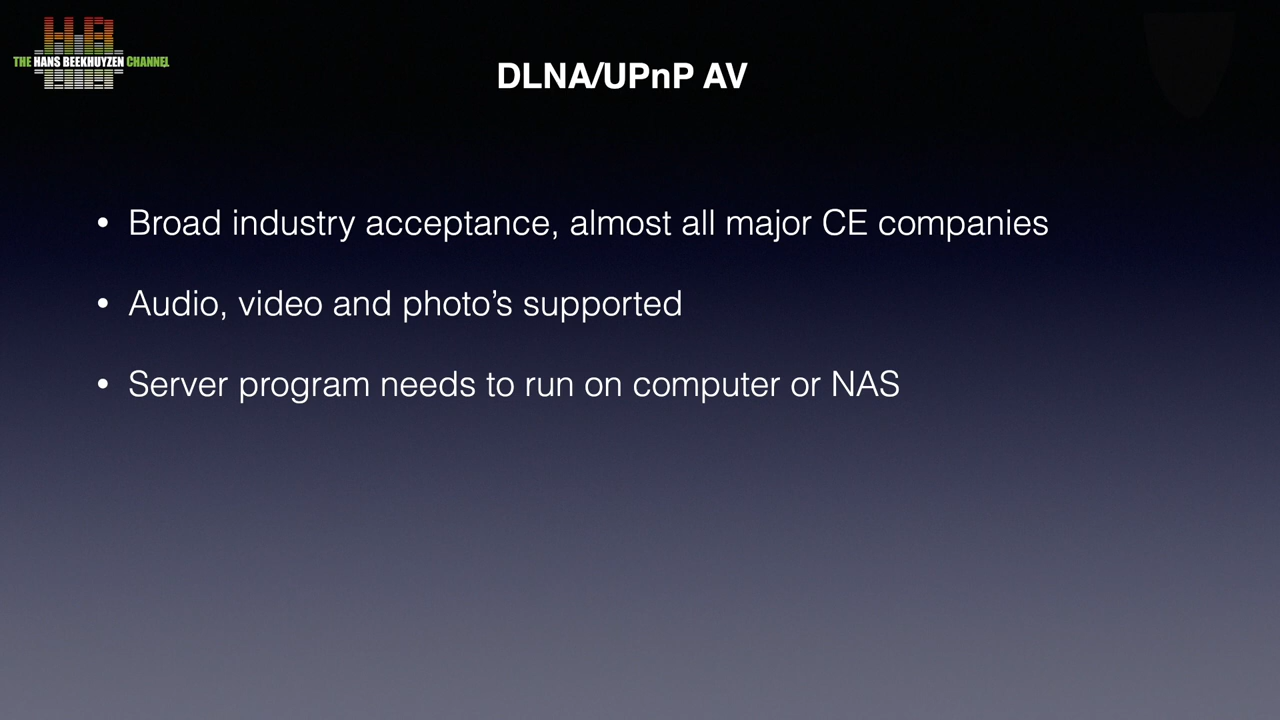 THE HANS BEEKHUYZEN CHANNEL
DLNA/UPnP AV
• Broad industry acceptance, almost all major CE companies
• Audio, video and photo’s supported
• Server program needs to run on computer or NAS